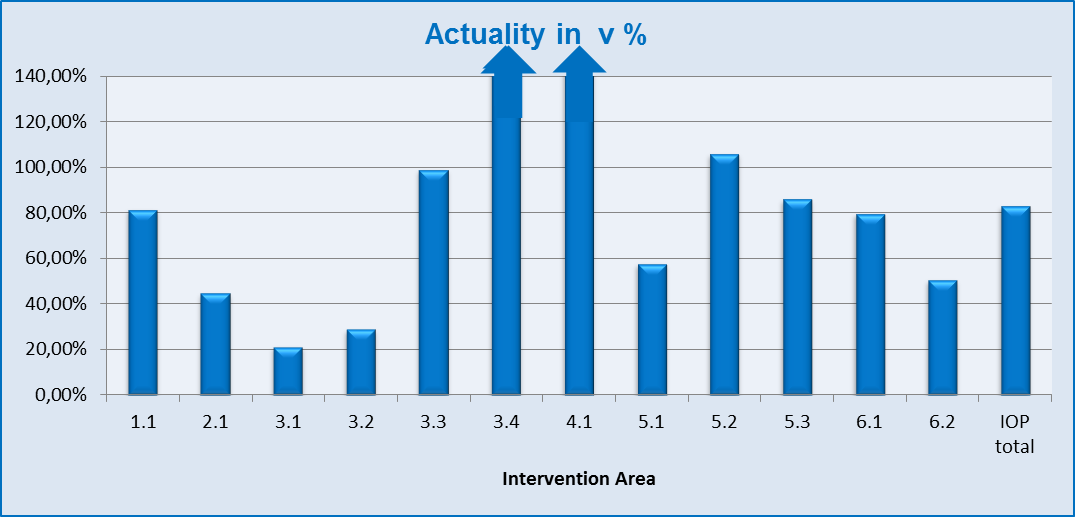 Actuality in v %
140,00%
120,00%
100,00%
80,00%
60,00%
40,00%
20,00%
0,00%
1.1 2.1 3.1 3.2 3.3 3.4 4.1 5.1 5.2 5.3 6.1 6.2 IOP
total
Intervention Area